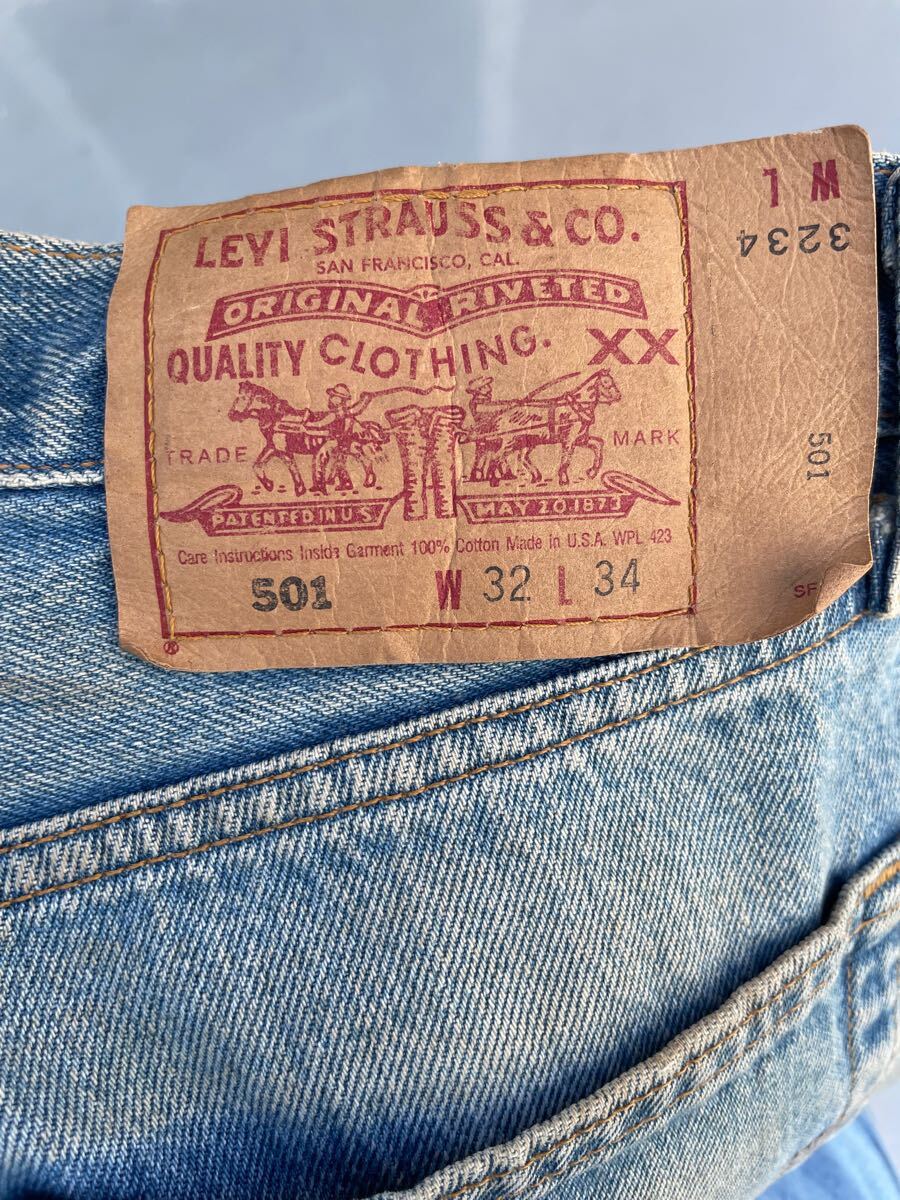 LEVI STRAUSS & CO.
SAN FRANCISCO, CAL.
ORIGINAL RIVETED
QUALITY CLOTHING. XX
TRADE MARK
PATENTED IN U.S MAY 20.1873
Care Instructions Inside Garment 100% Cotton Made in U.S.A. WPL 423
501 W 32 L 34
®
W L
3234
501
SF